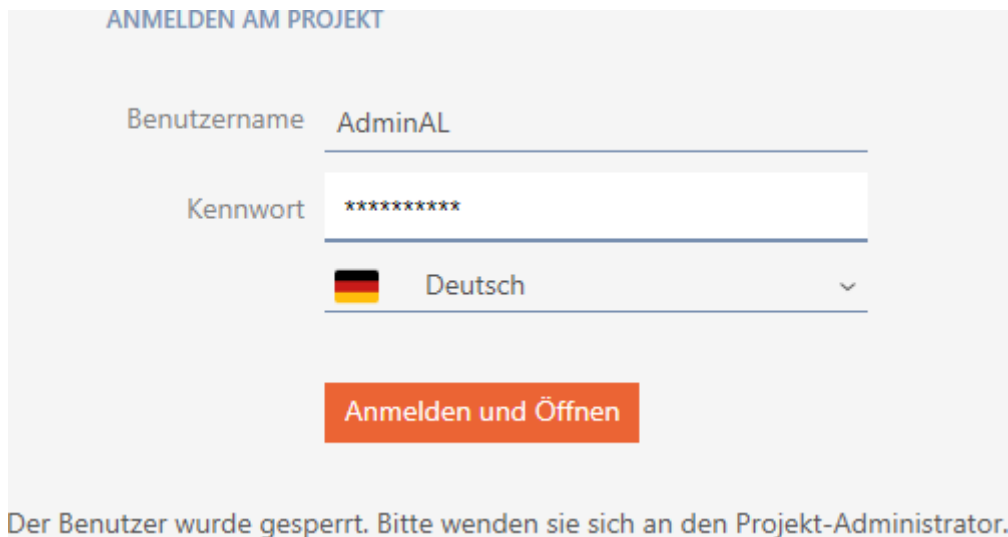 ANMELDEN AM PROJEKT
Benutzername AdminAL
Kennwort **********
Deutsch
Anmelden und Öffnen
Der Benutzer wurde gesperrt. Bitte wenden sie sich an den Projekt-Administrator.